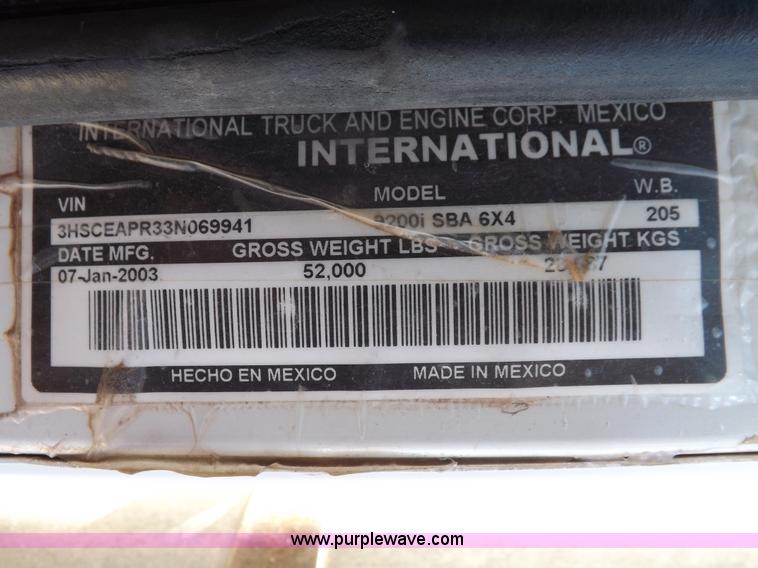 INTERNATIONAL TRUCK AND ENGINE CORP. MEXICO
INTERNATIONAL®
VIN MODEL W.B.
3HSCEAPR33N069941 9200i SBA 6X4 205
DATE MFG. GROSS WEIGHT LBS GROSS WEIGHT KGS
07-Jan-2003 52,000
HECHO EN MEXICO MADE IN MEXICO
www.purplewave.com